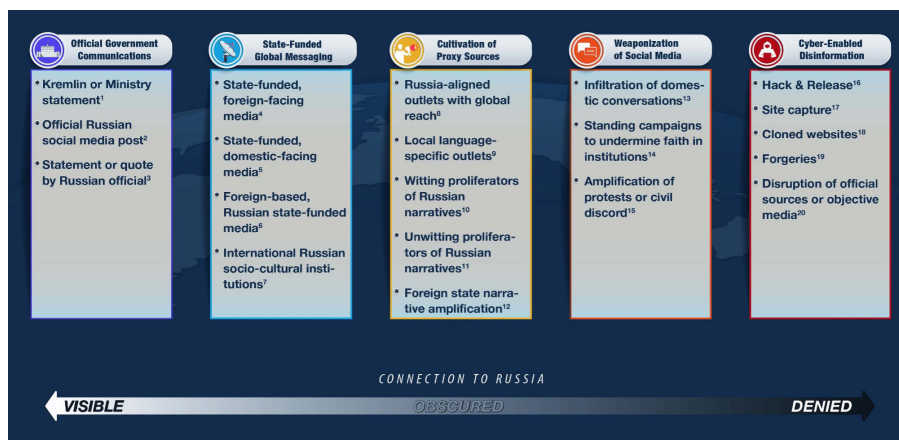 Official Government
Communications
• Kremlin or Ministry
statement¹
• Official Russian
social media post²
• Statement or quote
by Russian official³
State-Funded
Global Messaging
• State-funded,
foreign-facing
media⁴
• State-funded,
domestic-facing
media⁵
• Foreign-based,
Russian state-funded
media⁶
• International Russian
socio-cultural insti-
tutions⁷
Cultivation of
Proxy Sources
• Russia-aligned
outlets with global
reach⁸
• Local language-
specific outlets⁹
• Witting proliferators
of Russian
narratives¹⁰
• Unwitting prolifera-
tors of Russian
narratives¹¹
• Foreign state narra-
tive amplification¹²
Weaponization
of Social Media
• Infiltration of domes-
tic conversations¹³
• Standing campaigns
to undermine faith in
institutions¹⁴
• Amplification of
protests or civil
discord¹⁵
Cyber-Enabled
Disinformation
• Hack & Release¹⁶
• Site capture¹⁷
• Cloned websites¹⁸
• Forgeries¹⁹
• Disruption of official
sources or objective
media²⁰
CONNECTION TO RUSSIA
VISIBLE OBSCURED DENIED